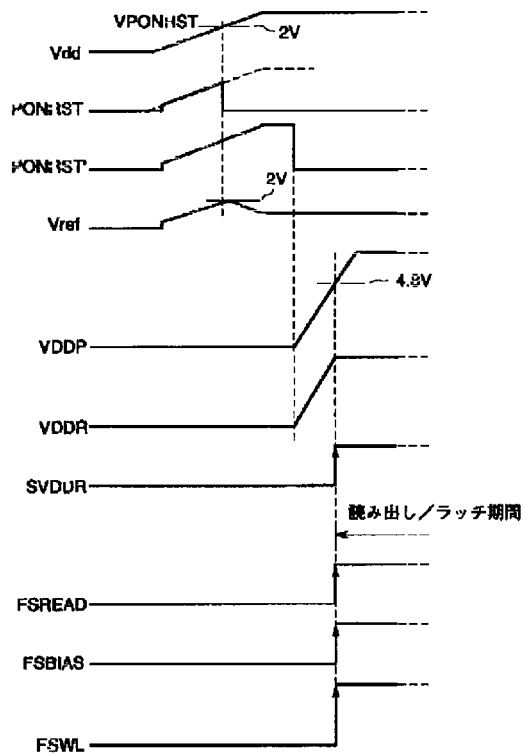 VPONHST
2V
Vdd
PONRST
PONRST'
2V
Vref
4.8V
VDDP
VDDR
SVDDR
読み出し／ラッチ期間
FSREAD
FSBIAS
FSWL